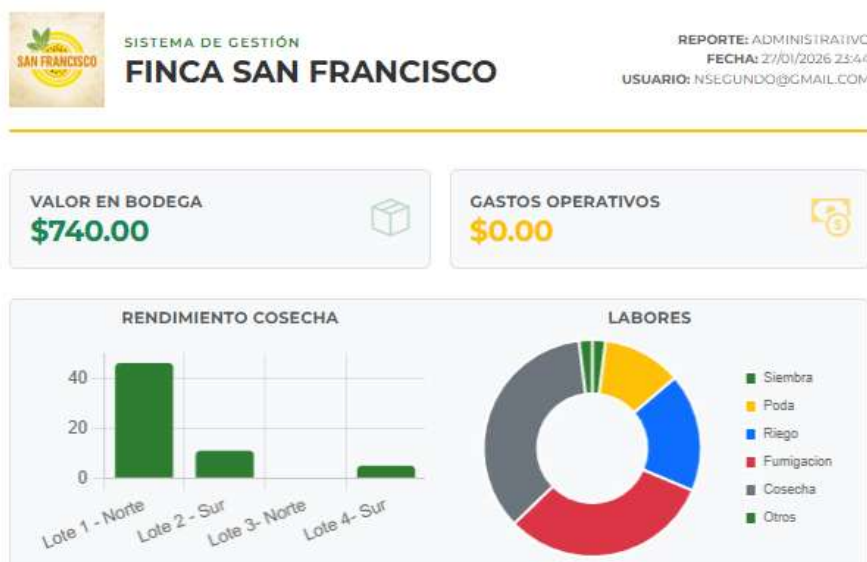 SAN FRANCISCO
SISTEMA DE GESTIÓN
FINCA SAN FRANCISCO
REPORTE: ADMINISTRATIVO
FECHA: 27/01/2026 23:44
USUARIO: NSEGUNDO@GMAIL.COM
VALOR EN BODEGA
$740.00
GASTOS OPERATIVOS
$0.00
RENDIMIENTO COSECHA
40
20
0
Lote 1 - Norte
Lote 2 - Sur
Lote 3- Norte
Lote 4- Sur
LABORES
Siembra
Poda
Riego
Fumigacion
Cosecha
Otros